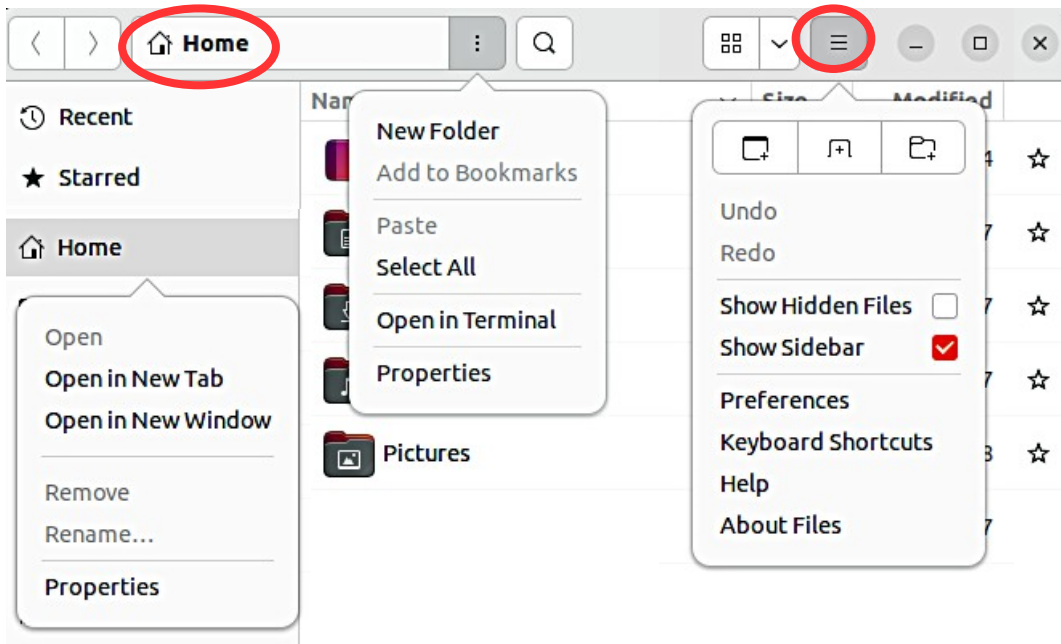 Home
Recent
Starred
Home
Open
Open in New Tab
Open in New Window
Remove
Rename...
Properties
New Folder
Add to Bookmarks
Paste
Select All
Open in Terminal
Properties
Pictures
Size
Modified
Undo
Redo
Show Hidden Files
Show Sidebar
Preferences
Keyboard Shortcuts
Help
About Files